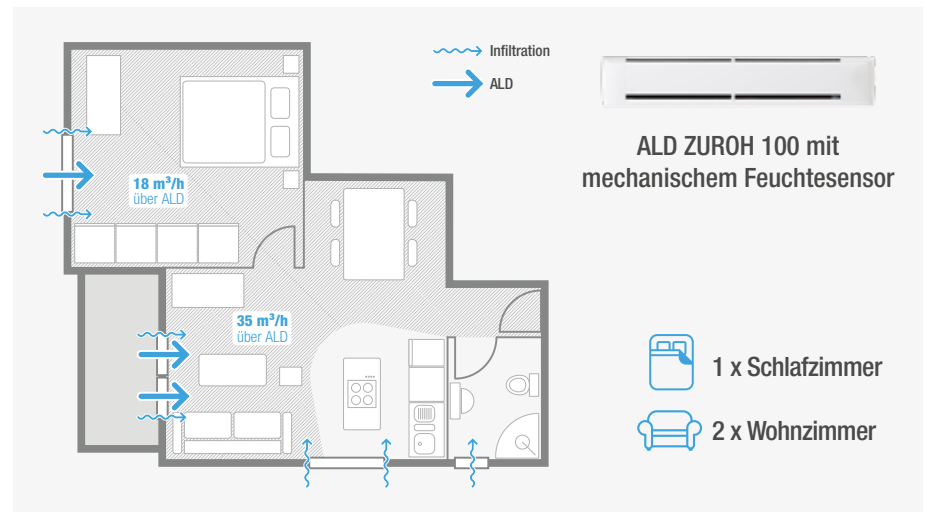 Infiltration
ALD
ALD ZUROH 100 mit
mechanischem Feuchtesensor
18 m³/h
über ALD
35 m³/h
über ALD
1 x Schlafzimmer
2 x Wohnzimmer